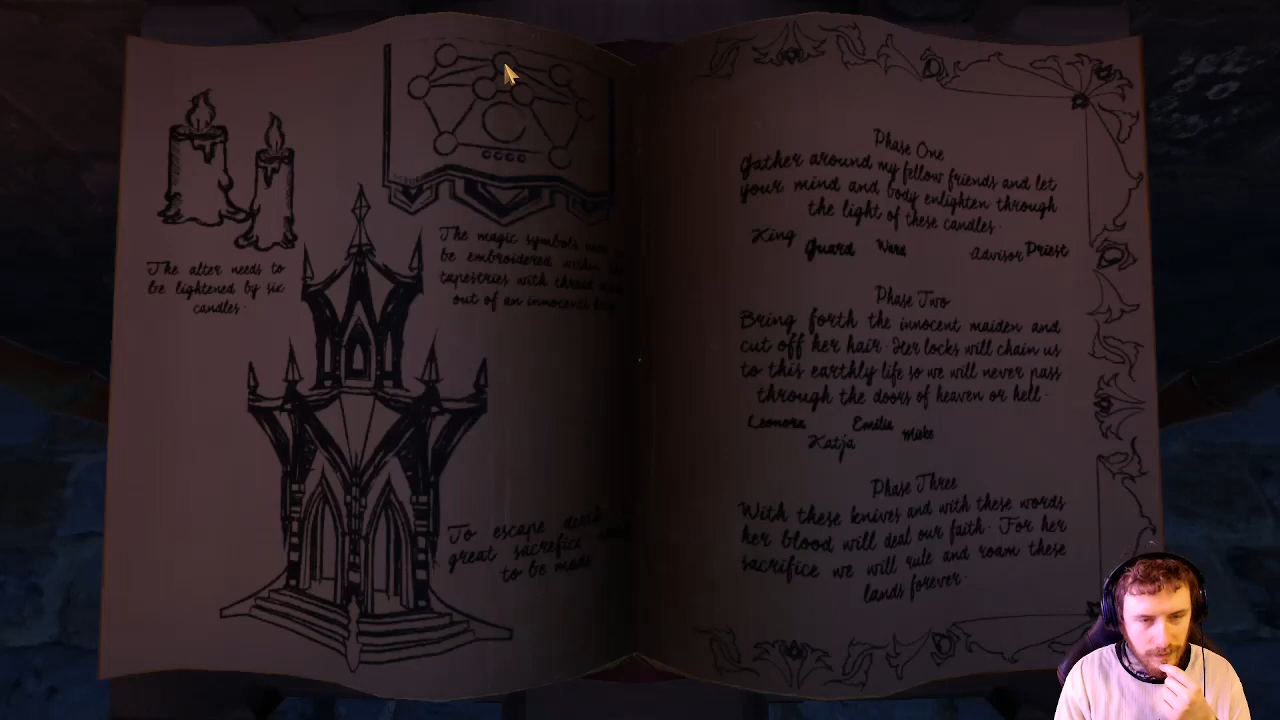 The alter needs to
be lightened by six
candles.
The magic symbols
be embroidered within
tapestries with thread
out of an innocents
To escape death
great sacrefice
to be made
Phase One
Gather around my fellow friends and let
your mind and body enlighten through
the light of these candles.
King Guard Advisor Priest
Phase Two
Bring forth the innocent maiden and
cut off her hair. Her locks will chain us
to this earthly life so we will never pass
through the doors of heaven or hell.
Leonora Katja Emilia Mieke
Phase Three
With these knives and with these words
her blood will deal our faith. For her
sacrifice we will rule and roam these
lands forever.